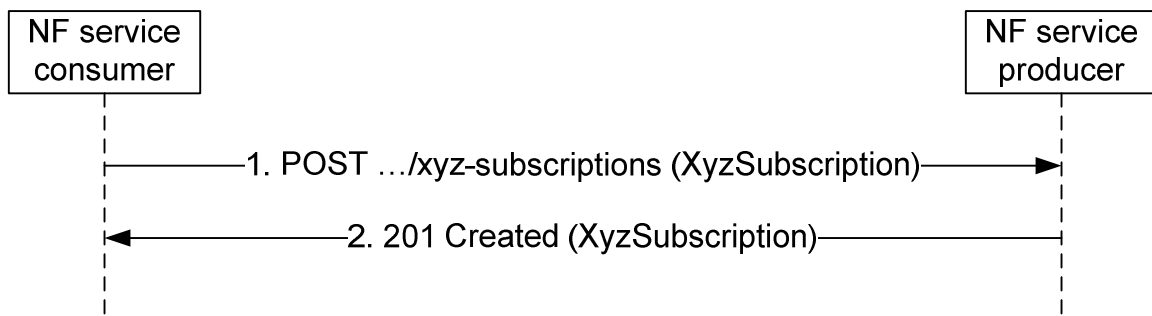 NF service
consumer
NF service
producer
1. POST …/xyz-subscriptions (XyzSubscription)
2. 201 Created (XyzSubscription)